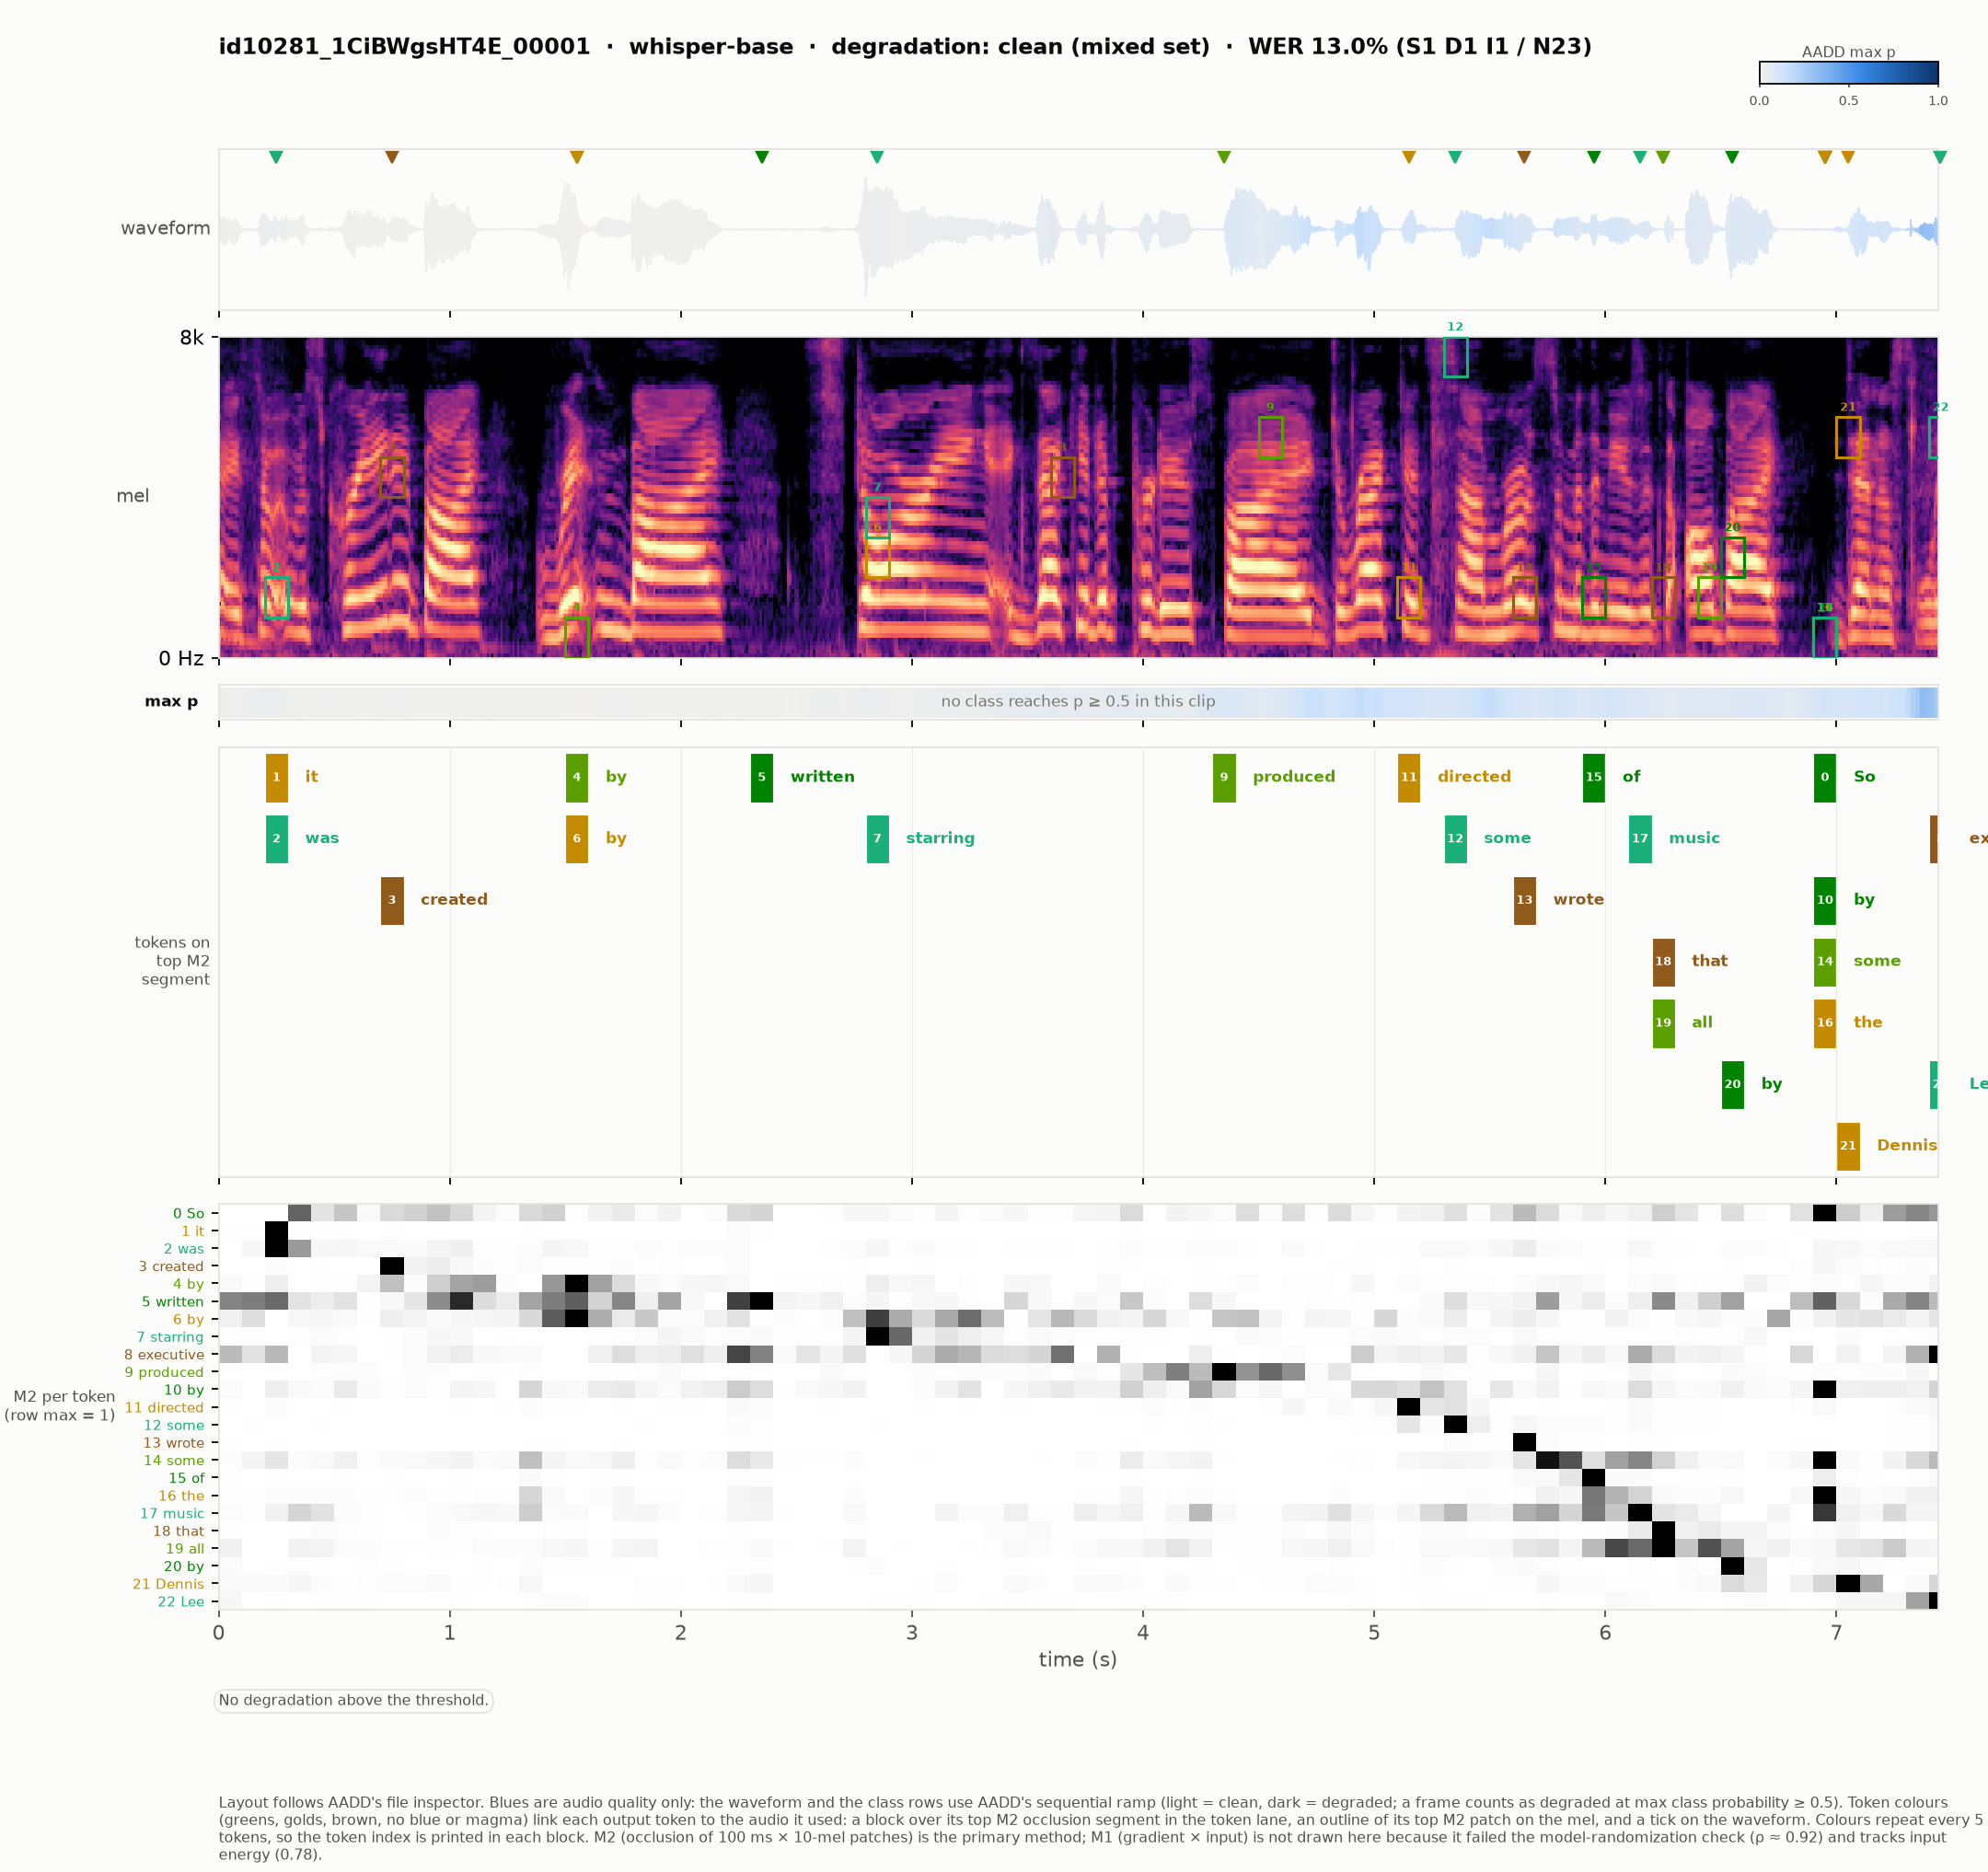 id10281_1CiBWgsHT4E_00001 · whisper-base · degradation: clean (mixed set) · WER 13.0% (S1 D1 I1 / N23)
AADD max p
0.0 0.5 1.0
waveform
8k
mel
0 Hz
12
9
21
22
7
20
max p
no class reaches p ≥ 0.5 in this clip
1 it
4 by
5 written
9 produced
11 directed
15 of
0 So
2 was
6 by
7 starring
12 some
17 music
ex
3 created
13 wrote
10 by
tokens on
top M2
segment
18 that
14 some
19 all
16 the
20 by
2 Le
21 Dennis
0 So
1 it
2 was
3 created
4 by
5 written
6 by
7 starring
8 executive
9 produced
10 by
11 directed
12 some
13 wrote
14 some
15 of
16 the
17 music
18 that
19 all
20 by
21 Dennis
22 Lee
M2 per token
(row max = 1)
0 1 2 3 4 5 6 7
time (s)
No degradation above the threshold.
Layout follows AADD's file inspector. Blues are audio quality only: the waveform and the class rows use AADD's sequential ramp (light = clean, dark = degraded; a frame counts as degraded at max class probability ≥ 0.5). Token colours
(greens, golds, brown, no blue or magma) link each output token to the audio it used: a block over its top M2 occlusion segment in the token lane, an outline of its top M2 patch on the mel, and a tick on the waveform. Colours repeat every 5
tokens, so the token index is printed in each block. M2 (occlusion of 100 ms × 10-mel patches) is the primary method; M1 (gradient × input) is not drawn here because it failed the model-randomization check (ρ ≈ 0.92) and tracks input
energy (0.78).